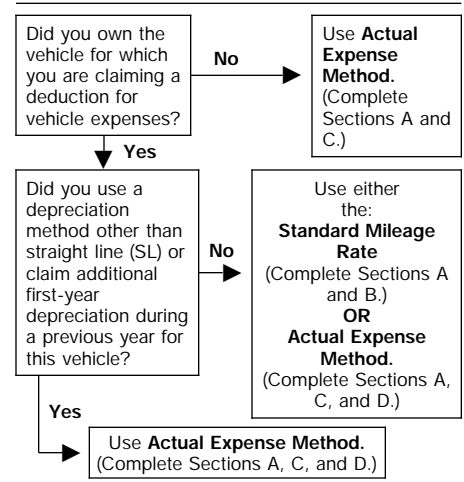 Did you own the
vehicle for which
you are claiming a
deduction for
vehicle expenses?
No
Use Actual
Expense
Method.
(Complete
Sections A and
C.)
Yes
Did you use a
depreciation
method other than
straight line (SL) or
claim additional
first-year
depreciation during
a previous year for
this vehicle?
No
Use either
the:
Standard Mileage
Rate
(Complete Sections A
and B.)
OR
Actual Expense
Method.
(Complete Sections A,
C, and D.)
Yes
Use Actual Expense Method.
(Complete Sections A, C, and D.)